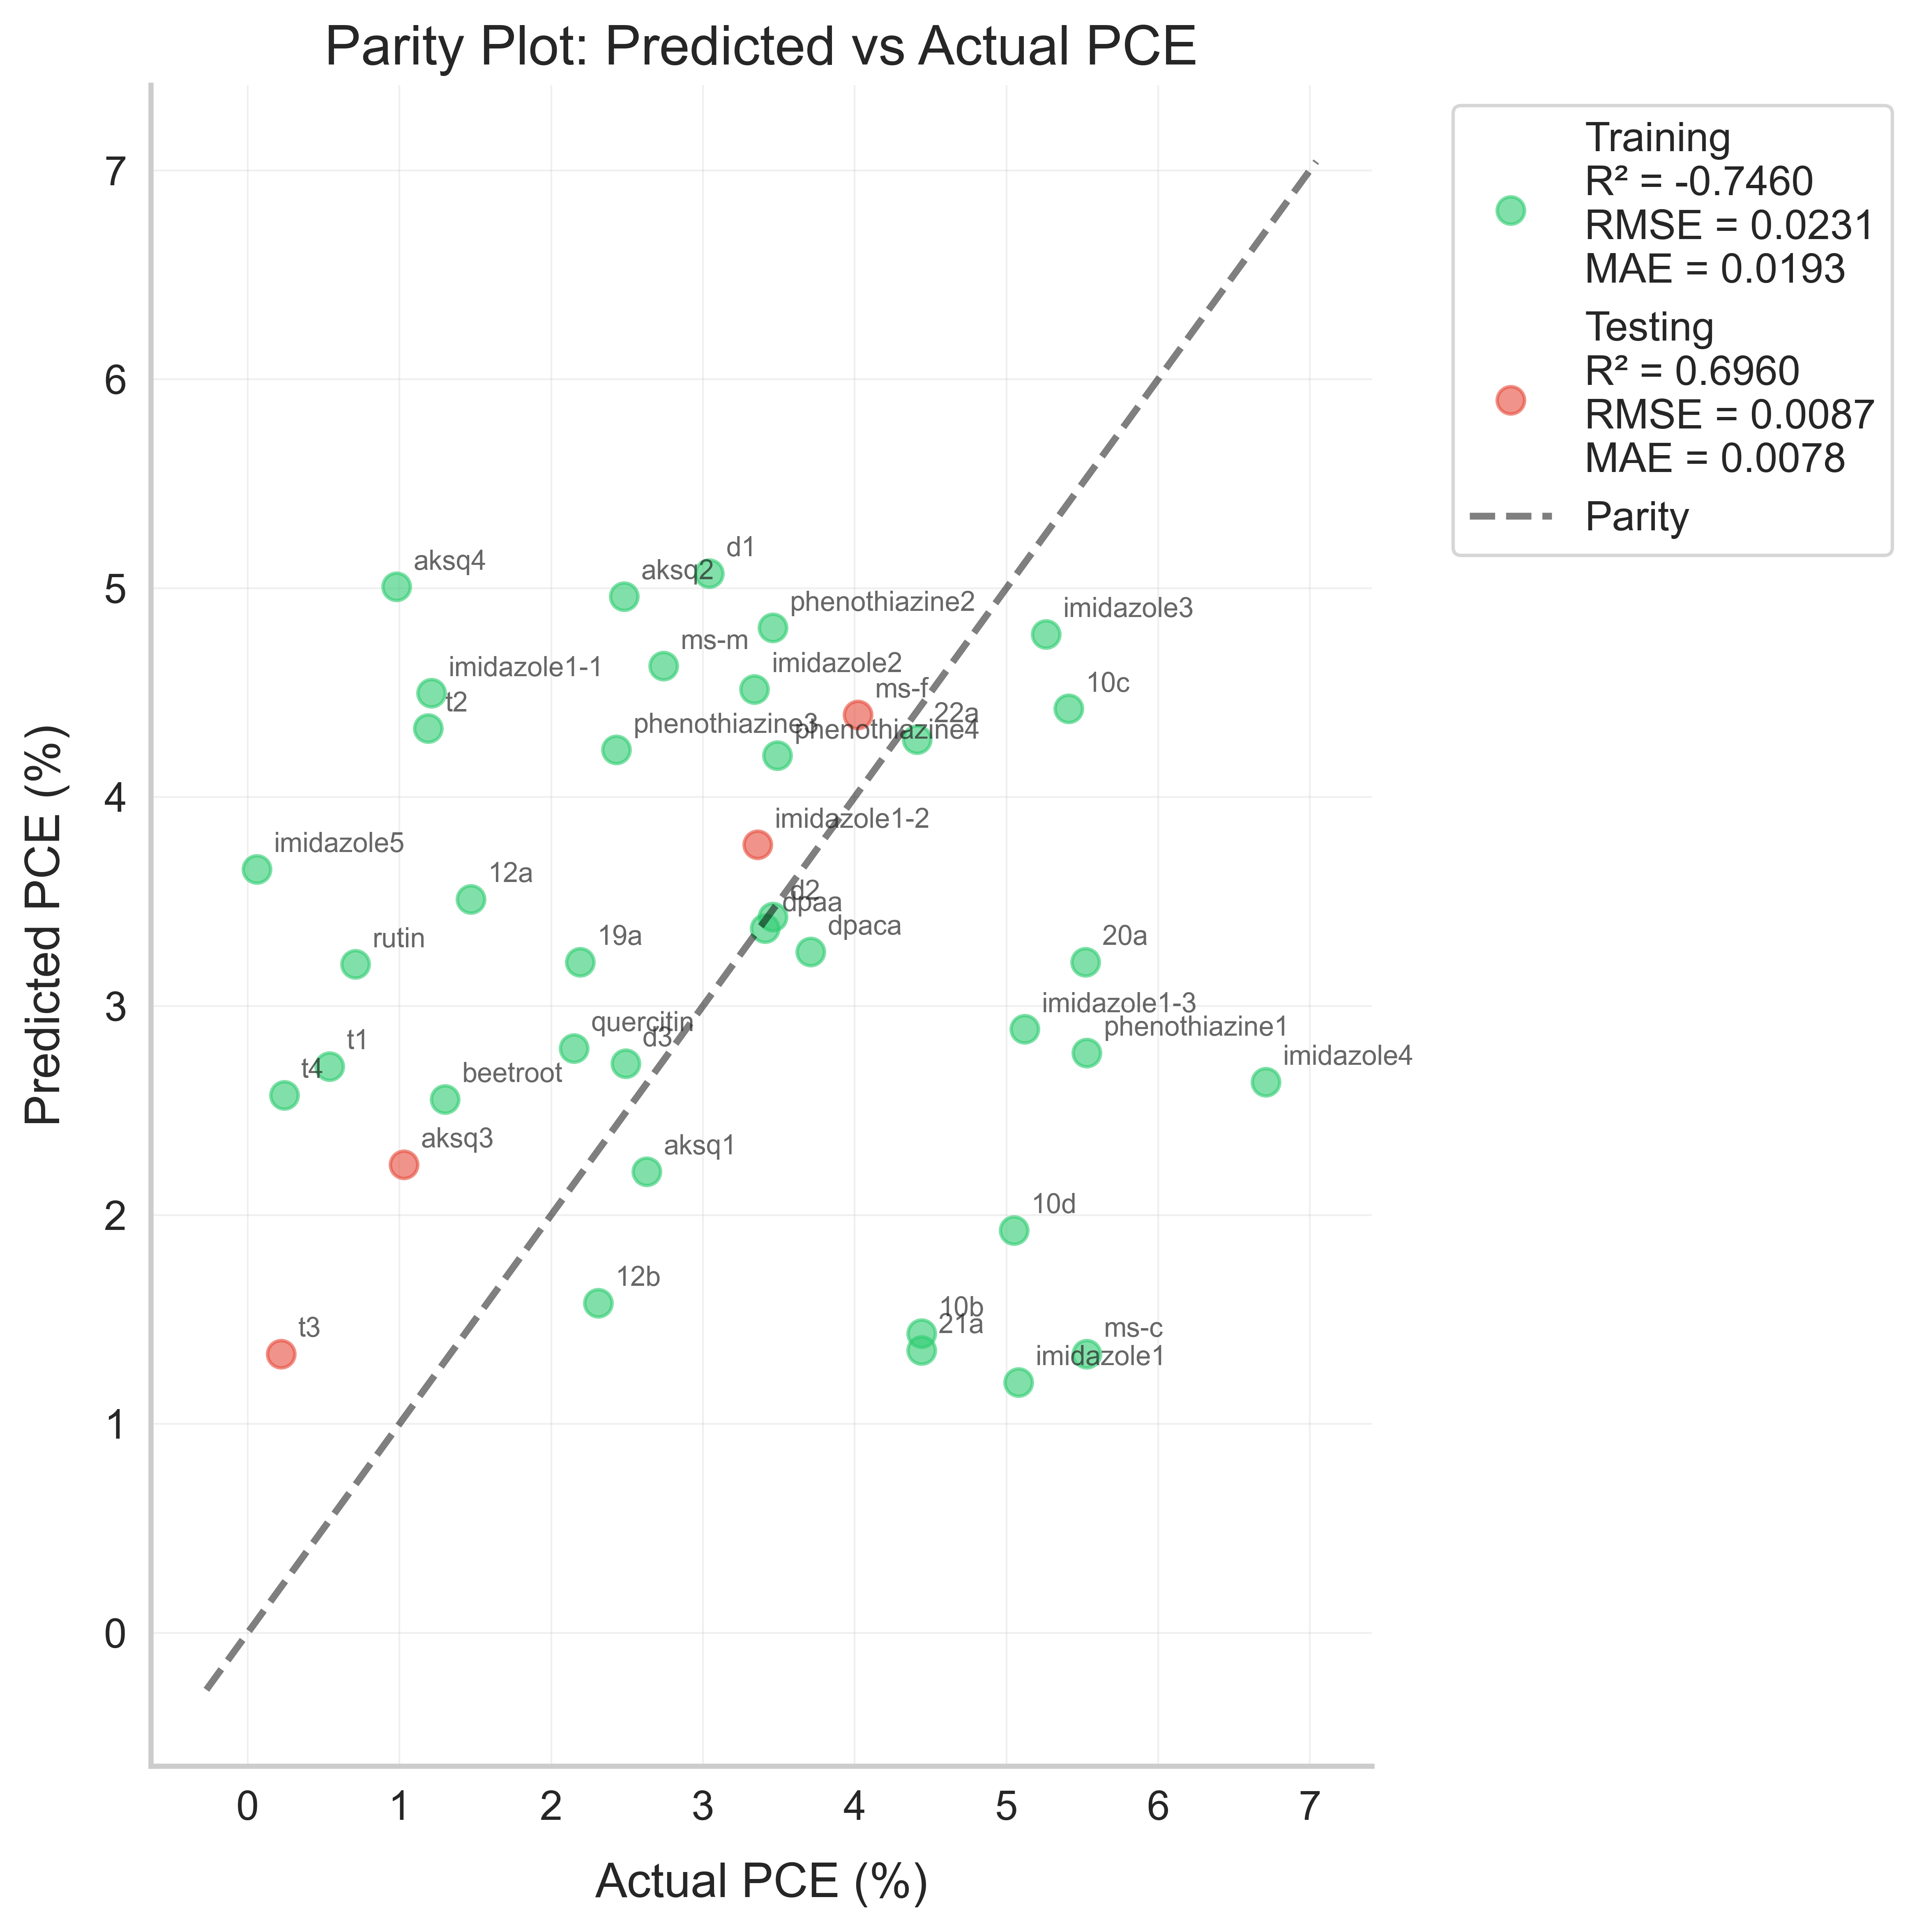 Parity Plot: Predicted vs Actual PCE
Training
R² = -0.7460
RMSE = 0.0231
MAE = 0.0193
Testing
R² = 0.6960
RMSE = 0.0087
MAE = 0.0078
Parity
Predicted PCE (%)
7
6
5
4
3
2
1
0
aksq4
aksq2
d1
phenothiazine2
imidazole3
ms-m
imidazole1-1
imidazole2
t2
ms-f
10c
22a
phenothiazine3
phenothiazine4
imidazole1-2
imidazole5
12a
d2
dpaa
dpaca
rutin
19a
20a
imidazole1-3
quercitin
phenothiazine1
d3
t1
imidazole4
t4
beetroot
aksq3
aksq1
10d
12b
10b
21a
t3
ms-c
imidazole1
0 1 2 3 4 5 6 7
Actual PCE (%)